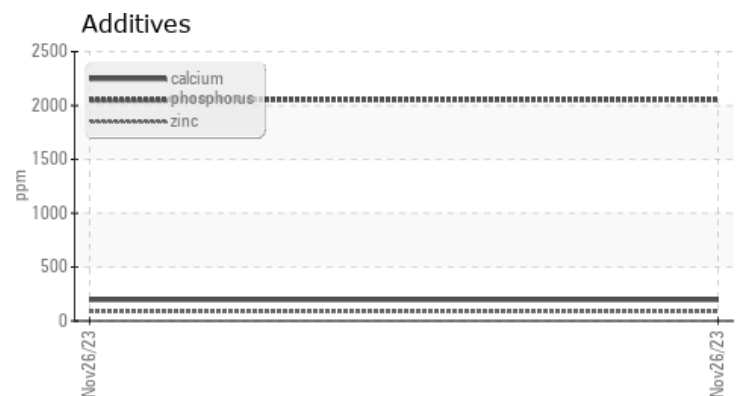 Additives
2500
2000
1500
1000
500
0
ppm
calcium
phosphorus
zinc
Nov26/23
Nov26/23